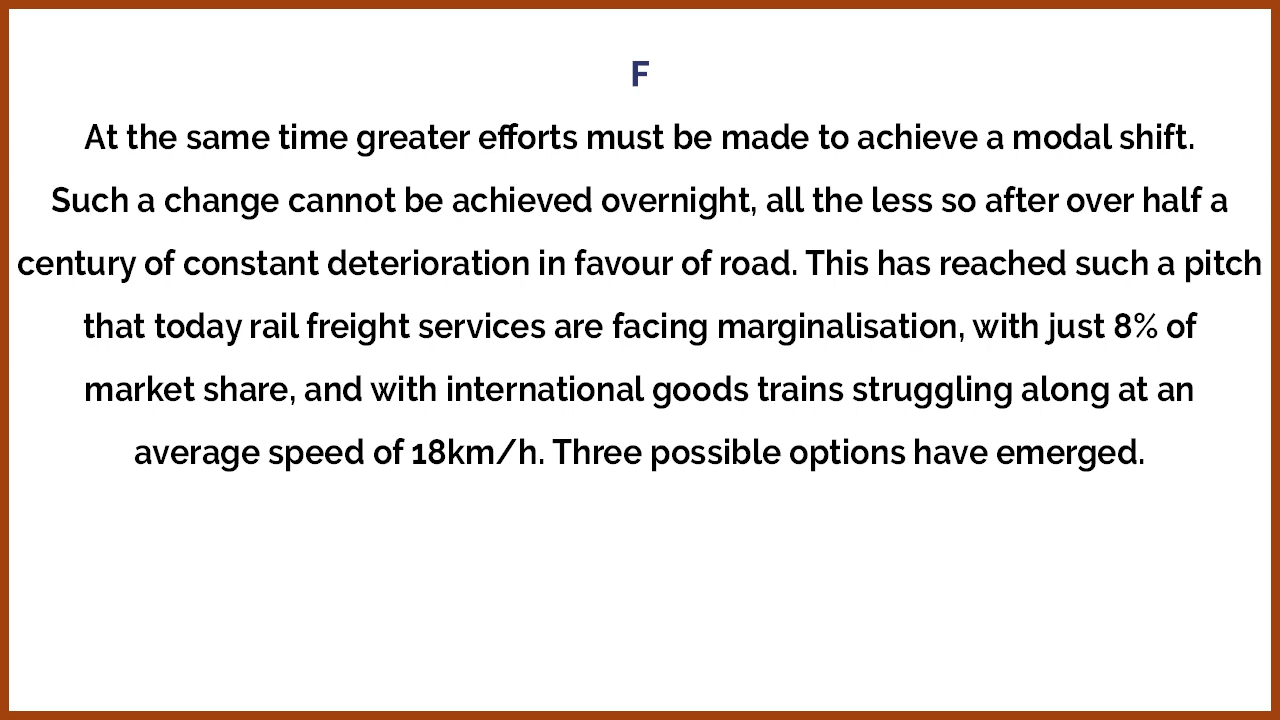 F
At the same time greater efforts must be made to achieve a modal shift.
Such a change cannot be achieved overnight, all the less so after over half a
century of constant deterioration in favour of road. This has reached such a pitch
that today rail freight services are facing marginalisation, with just 8% of
market share, and with international goods trains struggling along at an
average speed of 18km/h. Three possible options have emerged.